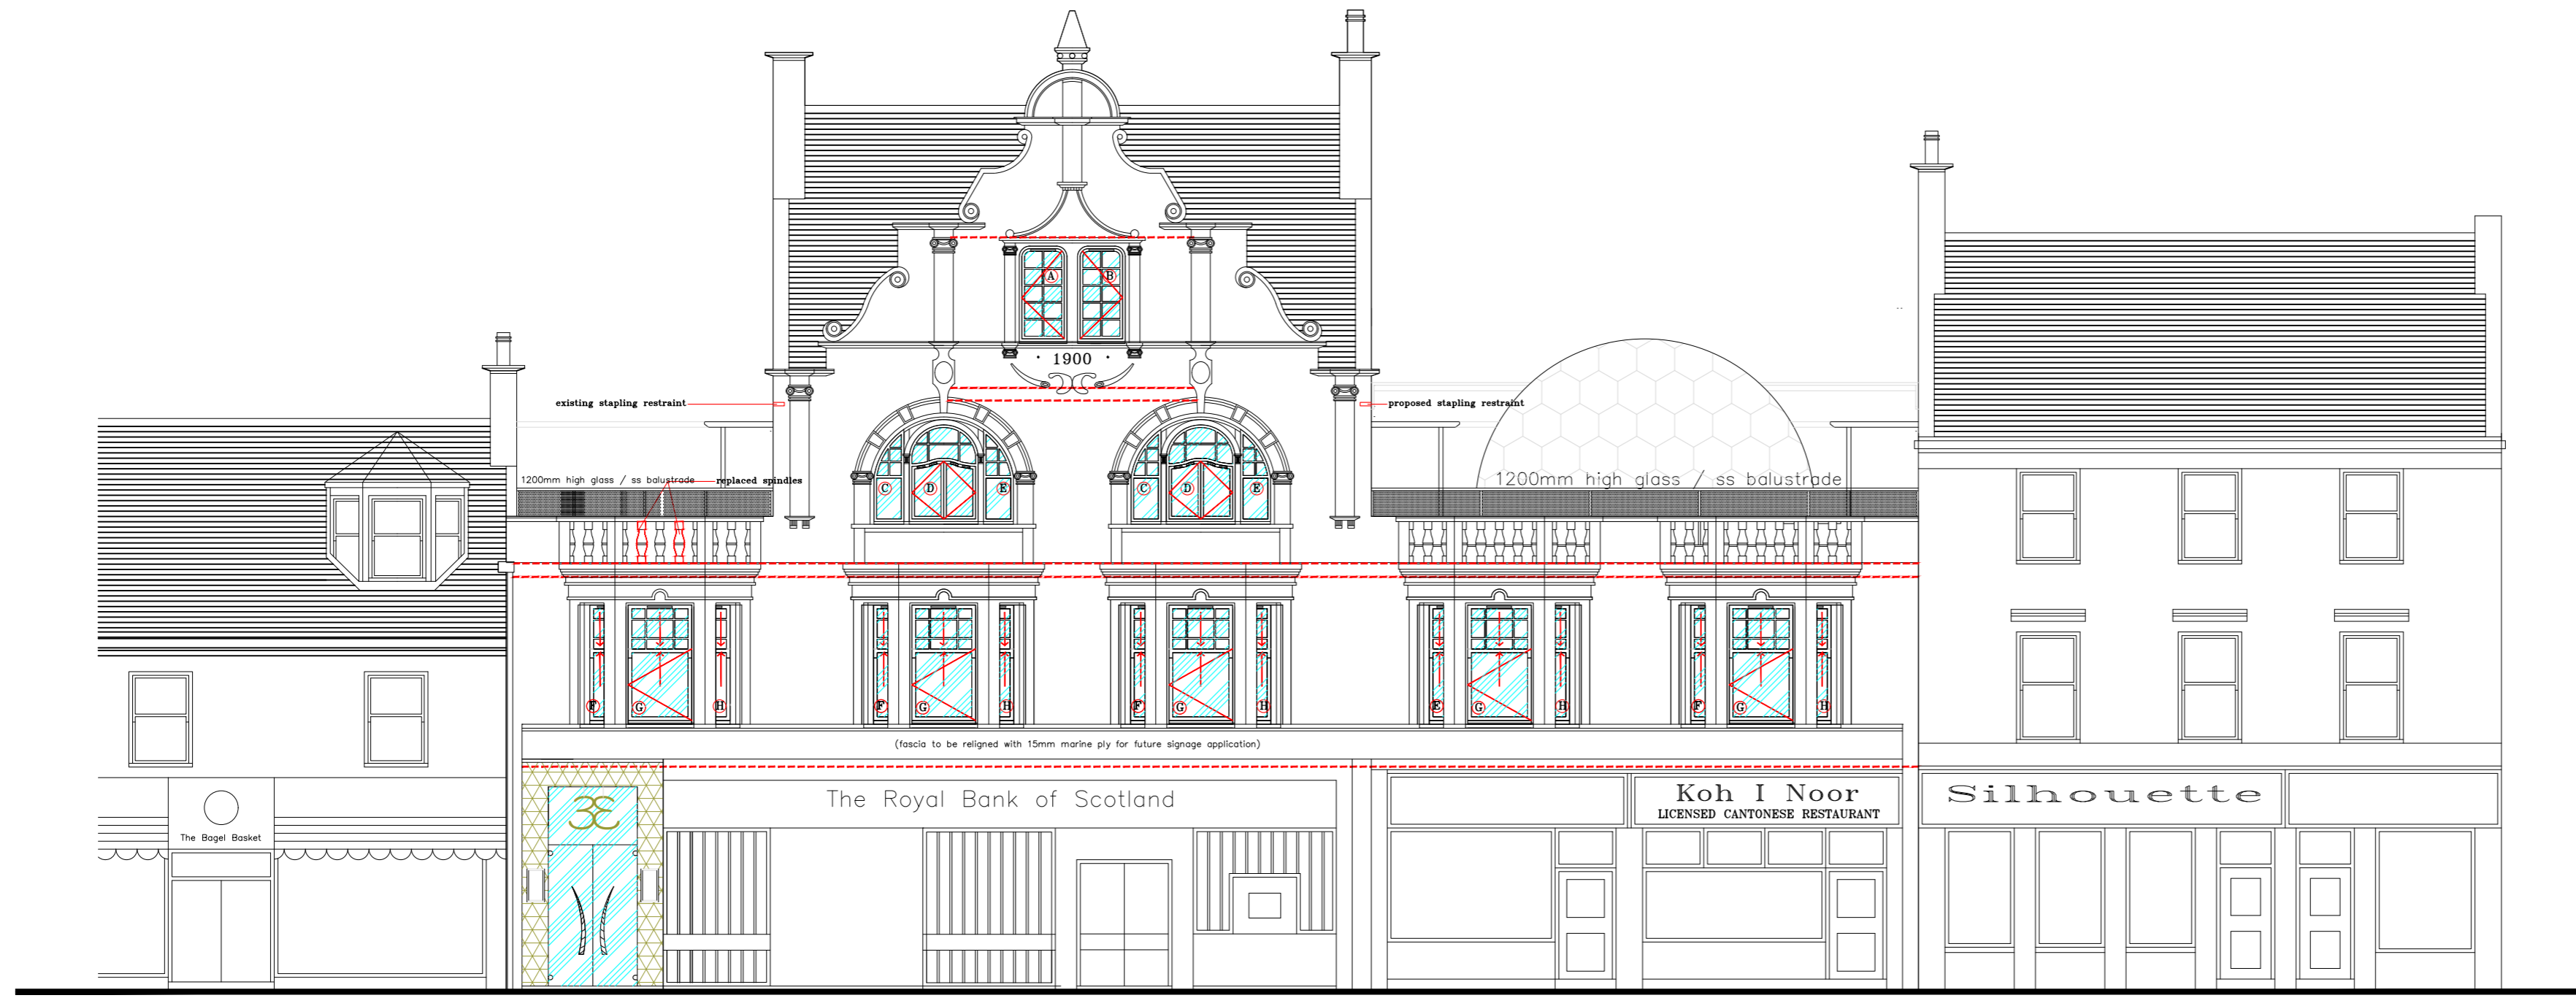 A
B
· 1900 ·
existing stapling restraint
proposed stapling restraint
1200mm high glass / ss balustrade
replaced spindles
1200mm high glass / ss balustrade
C
D
E
C
D
E
F
G
H
F
G
H
F
G
H
E
G
H
F
G
H
(fascia to be religned with 15mm marine ply for future signage application)
The Bagel Basket
The Royal Bank of Scotland
Koh I Noor
LICENSED CANTONESE RESTAURANT
Silhouette